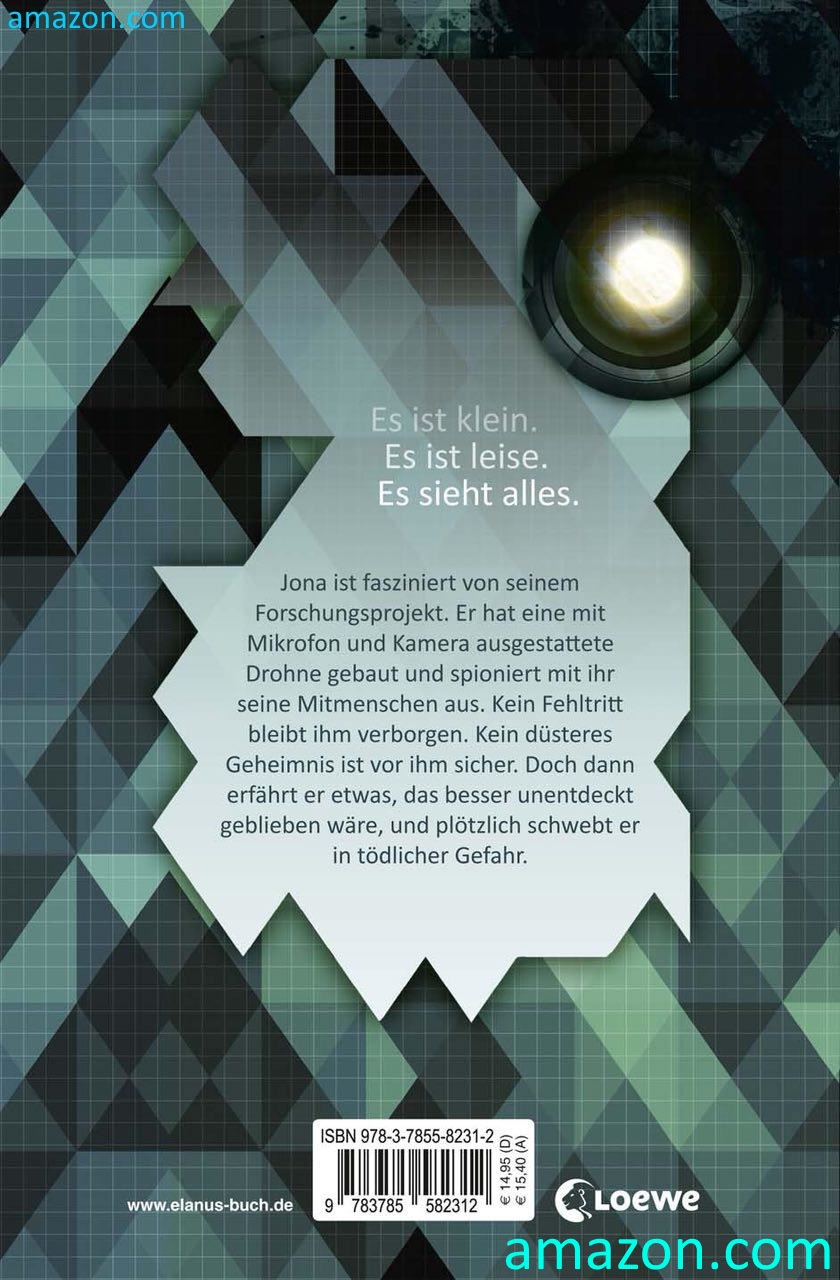 amazon.com
Es ist klein.
Es ist leise.
Es sieht alles.
Jona ist fasziniert von seinem
Forschungsprojekt. Er hat eine mit
Mikrofon und Kamera ausgestattete
Drohne gebaut und spioniert mit ihr
seine Mitmenschen aus. Kein Fehltritt
bleibt ihm verborgen. Kein düsteres
Geheimnis ist vor ihm sicher. Doch dann
erfährt er etwas, das besser unentdeckt
geblieben wäre, und plötzlich schwebt er
in tödlicher Gefahr.
ISBN 978-3-7855-8231-2
9 783785 582312
€ 14,95 (D)
€ 15,40 (A)
www.elanus-buch.de
Loewe
amazon.com